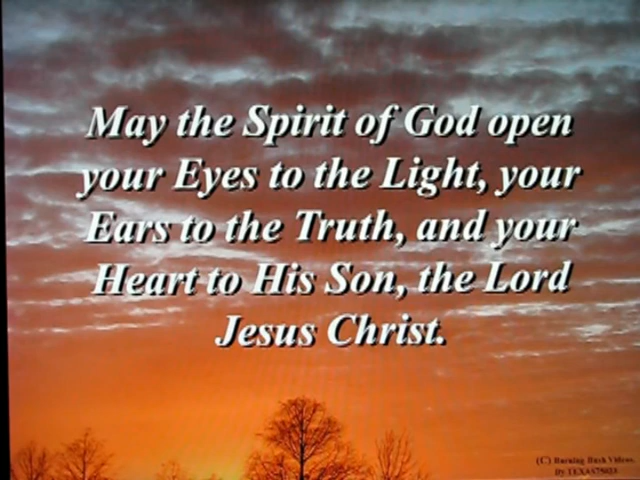 May the Spirit of God open
your Eyes to the Light, your
Ears to the Truth, and your
Heart to His Son, the Lord
Jesus Christ.
(C) Burning Bush Videos.
By